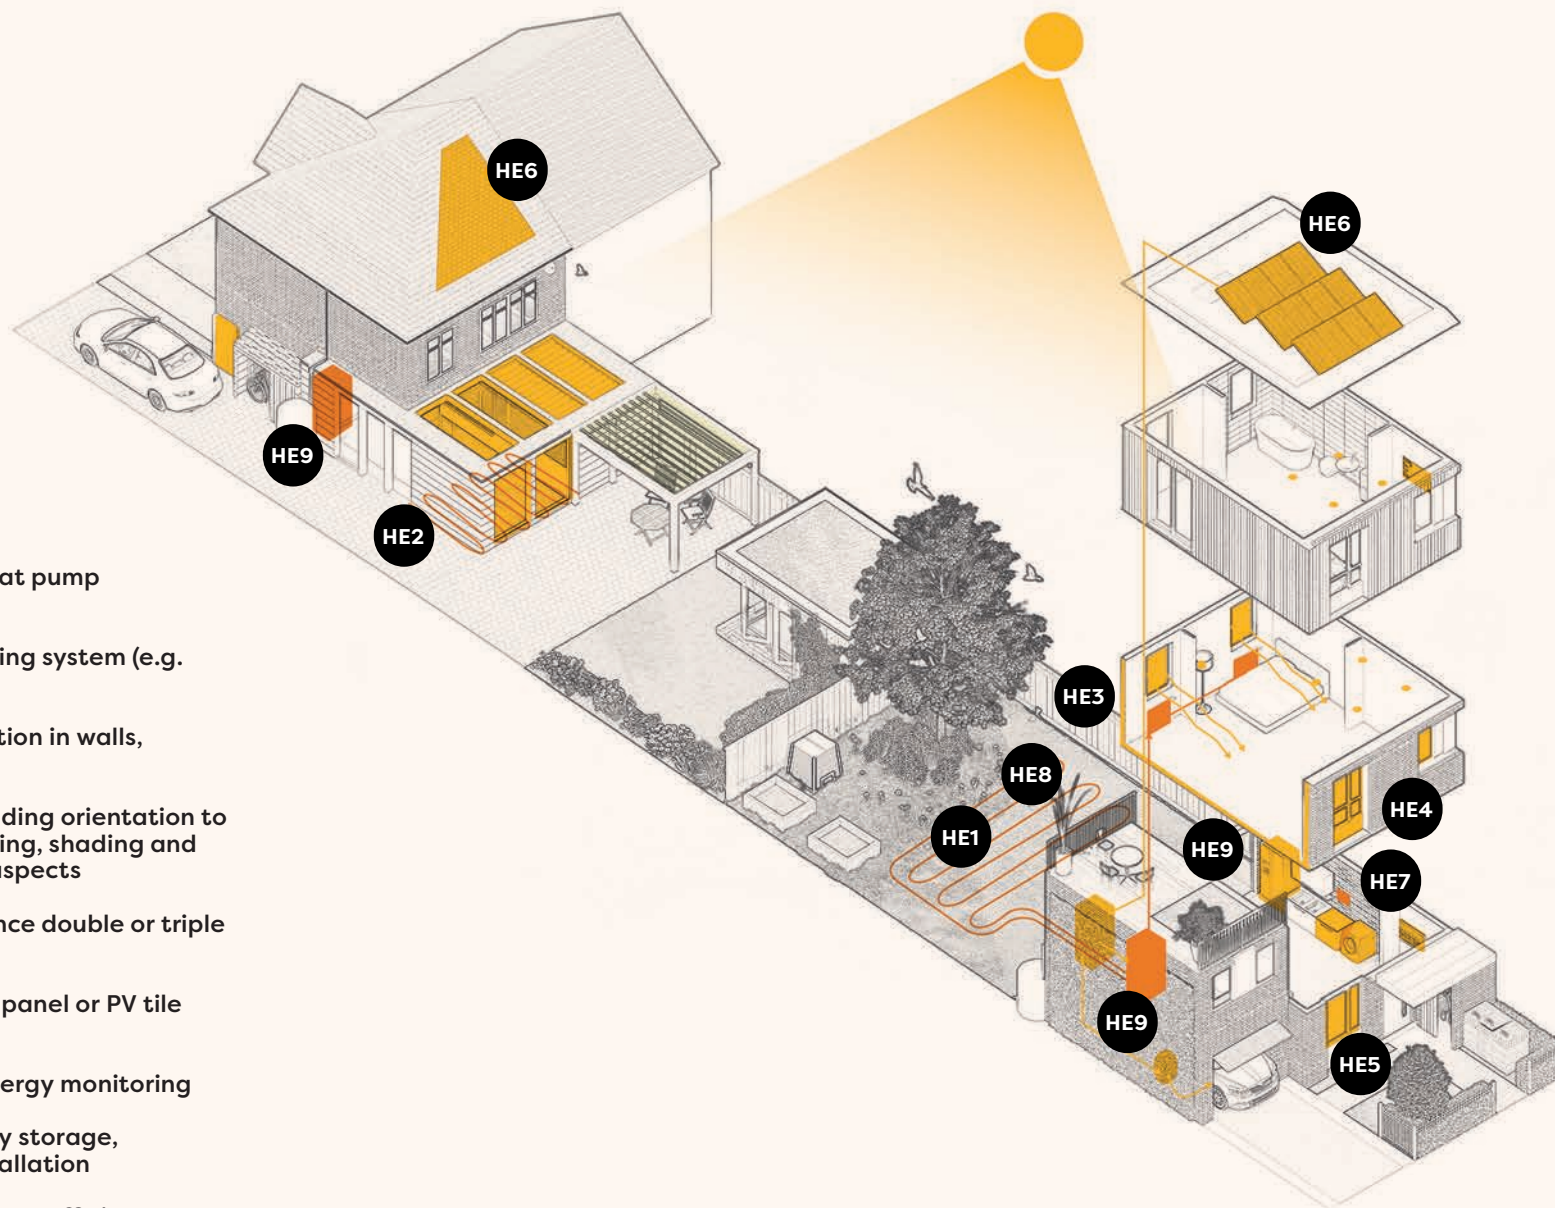 HE6
HE6
HE9
HE2
HE3
HE8
HE1
HE9
HE4
HE7
HE9
HE5
at pump
ing system (e.g.
tion in walls,
ding orientation to
ing, shading and
aspects
nce double or triple
panel or PV tile
ergy monitoring
y storage,
allation